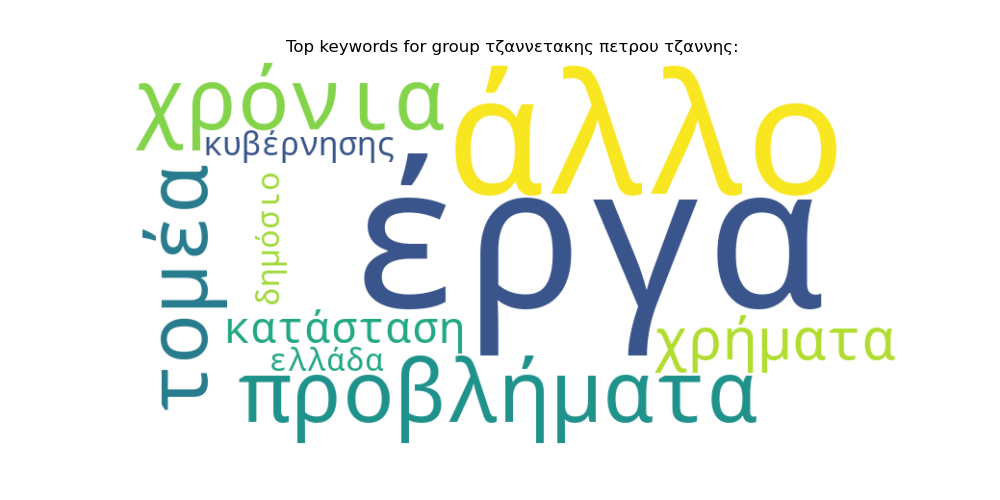 Top keywords for group τζαννετακης πετρου τζαννης:
χρόνια
άλλο
κυβέρνησης
τομέα
δημόσιο
έργα
κατάσταση
χρήματα
ελλάδα
προβλήματα